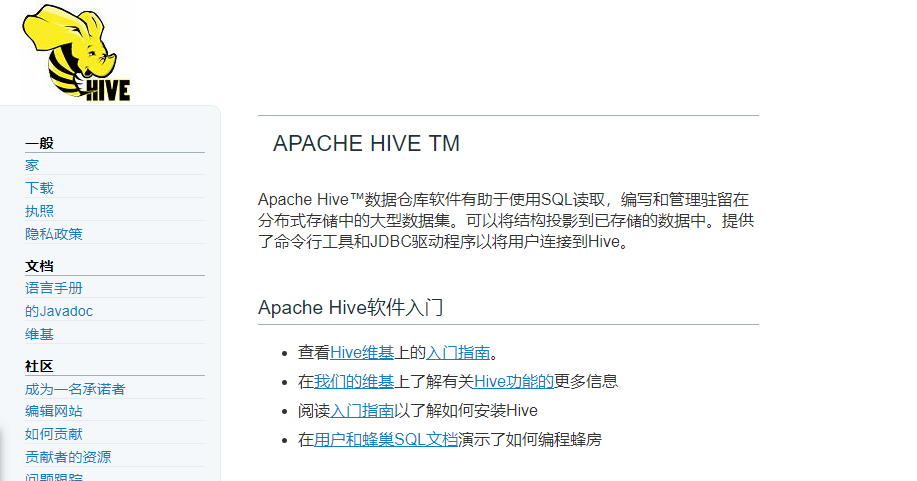 HIVE
一般
家
下载
执照
隐私政策
文档
语言手册
的Javadoc
维基
社区
成为一名承诺者
编辑网站
如何贡献
贡献者的资源
问题跟踪
APACHE HIVE TM
Apache Hive™数据仓库软件有助于使用SQL读取，编写和管理驻留在
分布式存储中的大型数据集。可以将结构投影到已存储的数据中。提供
了命令行工具和JDBC驱动程序以将用户连接到Hive。
Apache Hive软件入门
查看Hive维基上的入门指南。
在我们的维基上了解有关Hive功能的更多信息
阅读入门指南以了解如何安装Hive
在用户和蜂巢SQL文档演示了如何编程蜂房